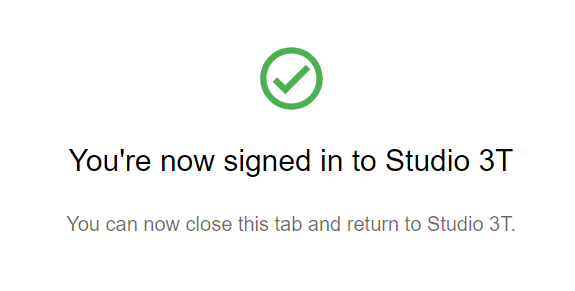 You're now signed in to Studio 3T
You can now close this tab and return to Studio 3T.